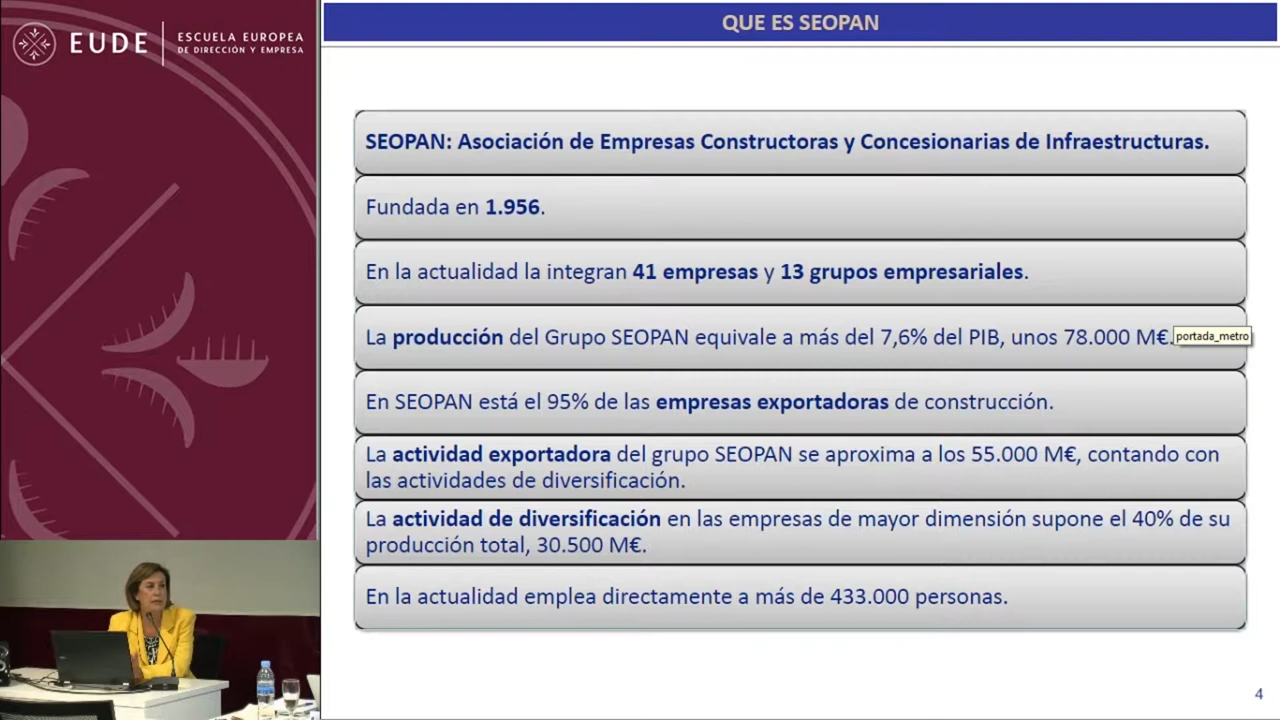 EUDE
ESCUELA EUROPEA
DE DIRECCIÓN Y EMPRESA
QUE ES SEOPAN
SEOPAN: Asociación de Empresas Constructoras y Concesionarias de Infraestructuras.
Fundada en 1.956.
En la actualidad la integran 41 empresas y 13 grupos empresariales.
La producción del Grupo SEOPAN equivale a más del 7,6% del PIB, unos 78.000 M€.
portada_metro
En SEOPAN está el 95% de las empresas exportadoras de construcción.
La actividad exportadora del grupo SEOPAN se aproxima a los 55.000 M€, contando con
las actividades de diversificación.
La actividad de diversificación en las empresas de mayor dimensión supone el 40% de su
producción total, 30.500 M€.
En la actualidad emplea directamente a más de 433.000 personas.
4